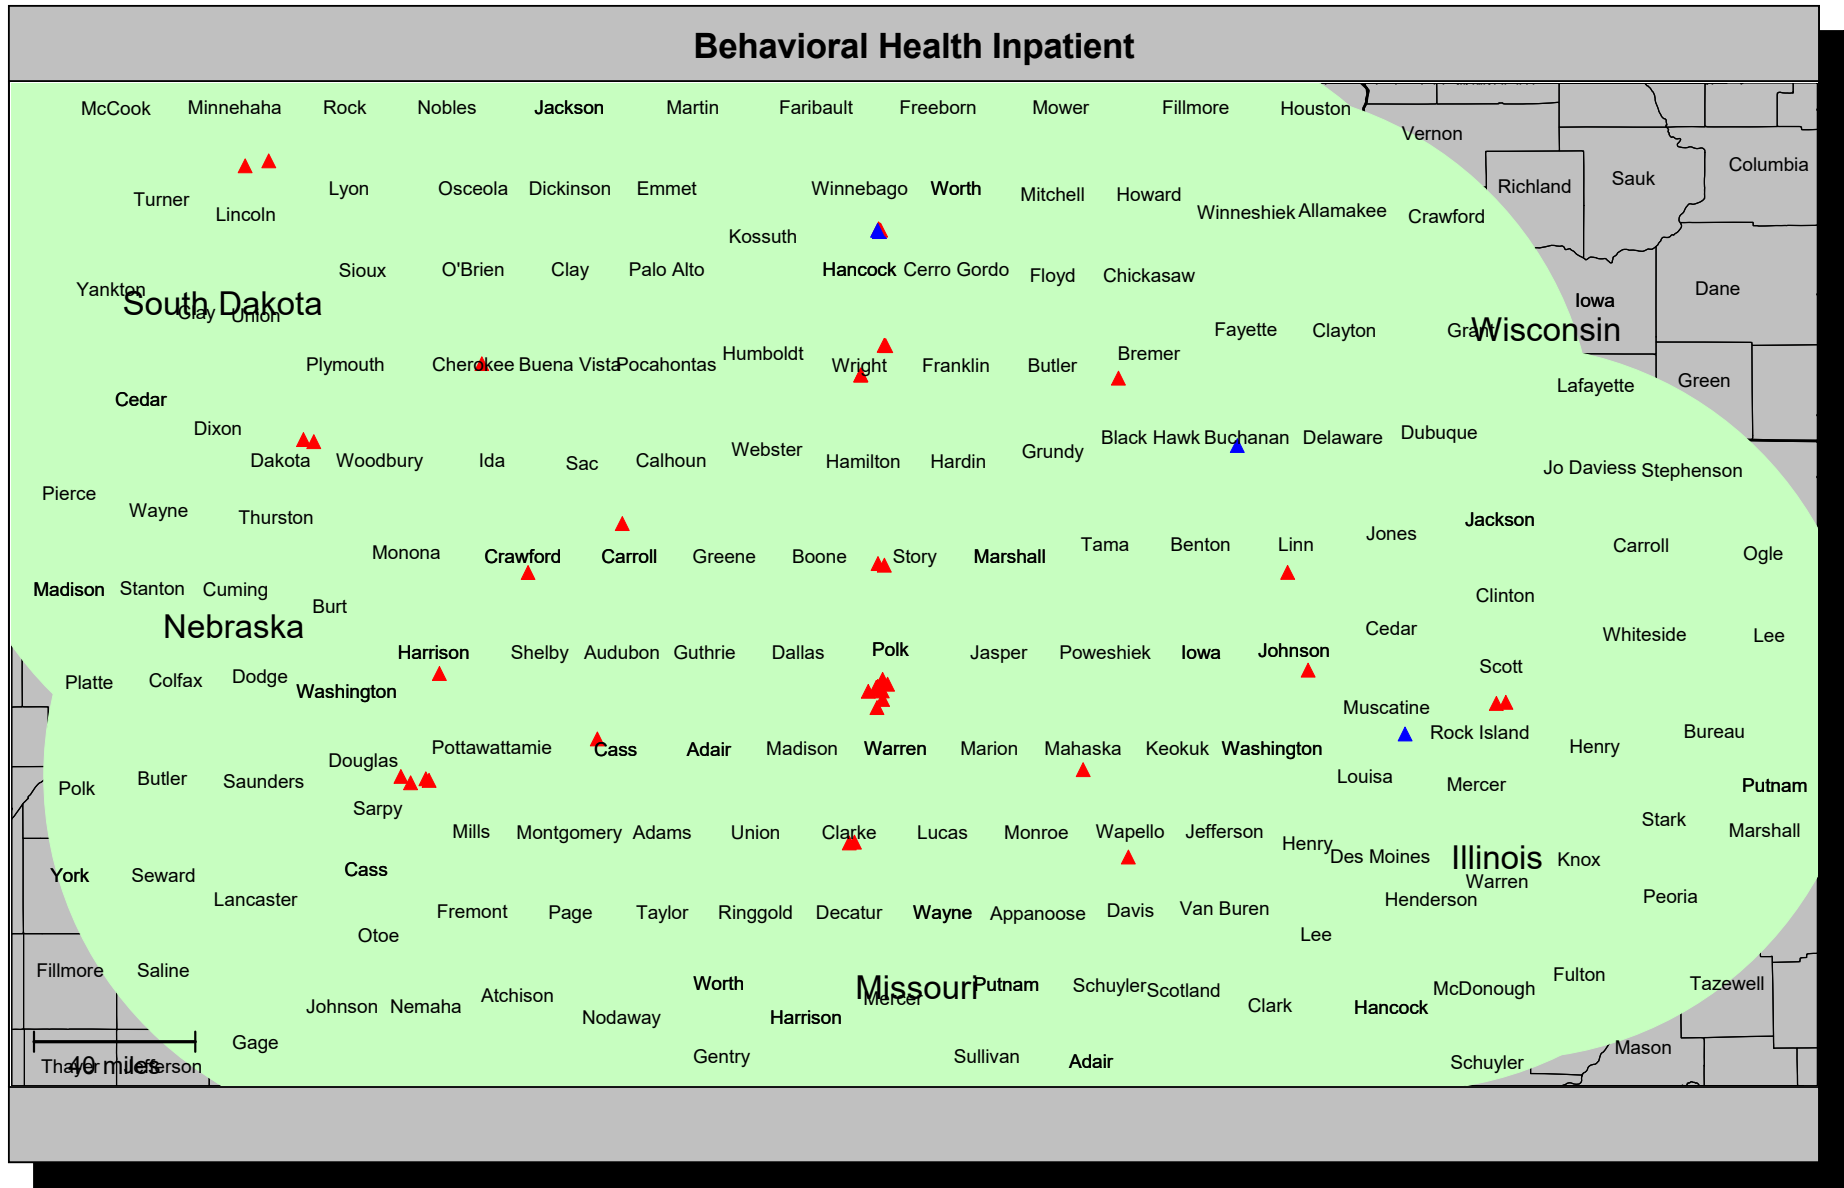 Behavioral Health Inpatient
McCook Minnehaha Rock Nobles Jackson Martin Faribault Freeborn Mower Fillmore Houston
Vernon
Richland Sauk Columbia
Turner Lyon Osceola Dickinson Emmet Winnebago Worth Mitchell Howard
Lincoln Winneshiek Allamakee Crawford
Kossuth
Sioux O'Brien Clay Palo Alto Hancock Cerro Gordo Floyd Chickasaw
Yankton Dane
South Dakota Iowa
Clay Union
Fayette Clayton Grant Wisconsin
Plymouth Cherokee Buena Vista Pocahontas Humboldt Wright Franklin Butler Bremer
Lafayette Green
Cedar
Dixon Black Hawk Buchanan Delaware Dubuque
Dakota Woodbury Ida Sac Calhoun Webster Hamilton Hardin Grundy
Jo Daviess Stephenson
Pierce
Wayne Thurston Jackson
Jones
Monona Crawford Carroll Greene Boone Story Marshall Tama Benton Linn Carroll Ogle
Madison Stanton Cuming Clinton
Burt
Nebraska Cedar Whiteside Lee
Harrison Shelby Audubon Guthrie Dallas Polk Jasper Poweshiek Iowa Johnson
Scott
Platte Colfax Dodge
Washington
Muscatine
Rock Island Bureau
Pottawattamie Cass Adair Madison Warren Marion Mahaska Keokuk Washington Henry
Douglas
Polk Butler Saunders Louisa Mercer Putnam
Sarpy
Mills Montgomery Adams Union Clarke Lucas Monroe Wapello Jefferson Stark Marshall
Henry
Des Moines Illinois Knox
York Seward Cass Warren
Lancaster Henderson Peoria
Fremont Page Taylor Ringgold Decatur Wayne Appanoose Davis Van Buren
Otoe Lee
Fillmore Saline Fulton
Worth Missouri Putnam Schuyler Scotland McDonough Tazewell
Mercer
Johnson Nemaha Atchison Clark Hancock
Nodaway Harrison
Gage Mason
Gentry Sullivan Adair Schuyler
Thayer Jefferson
40 miles